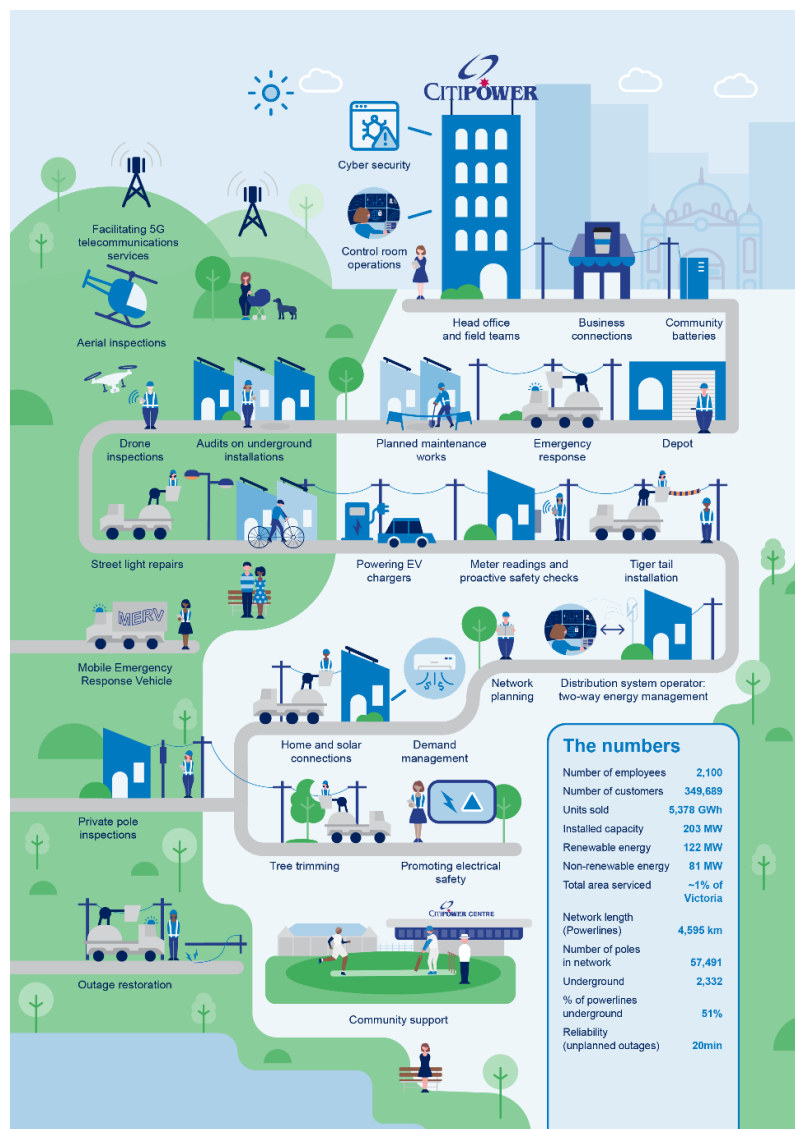 CITIPOWER
Cyber security
Facilitating 5G
telecommunications
services
Control room
operations
Aerial inspections
Head office
and field teams
Business
connections
Community
batteries
Drone
inspections
Audits on underground
installations
Planned maintenance
works
Emergency
response
Depot
Street light repairs
Powering EV
chargers
Meter readings and
proactive safety checks
Tiger tail
installation
MERV
Mobile Emergency
Response Vehicle
Network
planning
Distribution system operator:
two-way energy management
$ $
Home and solar
connections
Demand
management
Private pole
inspections
Tree trimming
Promoting electrical
safety
Outage restoration
CITIPOWER CENTRE
Community support
The numbers
Number of employees 2,100
Number of customers 349,689
Units sold 5,378 GWh
Installed capacity 203 MW
Renewable energy 122 MW
Non-renewable energy 81 MW
Total area serviced ~1% of
Victoria
Network length
(Powerlines) 4,595 km
Number of poles
in network 57,491
Underground 2,332
% of powerlines
underground 51%
Reliability
(unplanned outages) 20min